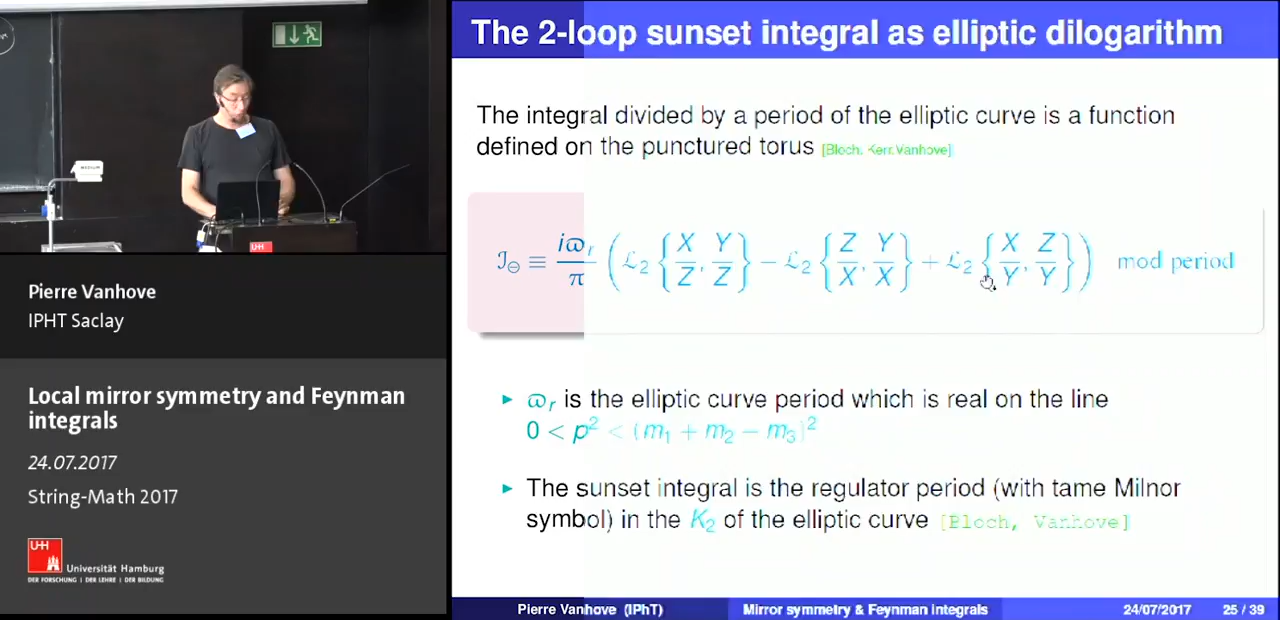 The 2-loop sunset integral as elliptic dilogarithm
The integral divided by a period of the elliptic curve is a function
defined on the punctured torus [Bloch, Kerr, Vanhove]
ℐ⊖ ≡ iϖr/π (ℒ2 {X/Z, Y/Z} − ℒ2 {Z/X, Y/X} + ℒ2 {X/Y, Z/Y}) mod period
▸ ϖr is the elliptic curve period which is real on the line
0 < p² < (m1 + m2 − m3)²
▸ The sunset integral is the regulator period (with tame Milnor
symbol) in the K2 of the elliptic curve [Bloch, Vanhove]
Pierre Vanhove (IPhT) Mirror symmetry & Feynman integrals 24/07/2017 25 / 39
Pierre Vanhove
IPHT Saclay
Local mirror symmetry and Feynman
integrals
24.07.2017
String-Math 2017
UH
Universität Hamburg
DER FORSCHUNG | DER LEHRE | DER BILDUNG